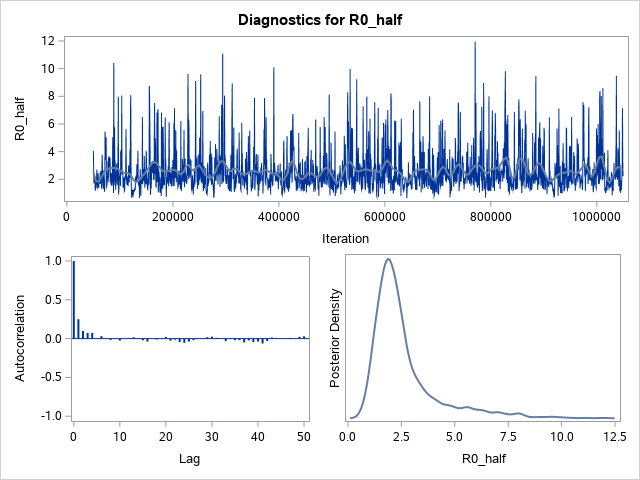 Diagnostics for R0_half
R0_half
12
10
8
6
4
2
0 200000 400000 600000 800000 1000000
Iteration
Autocorrelation
1.0
0.5
0.0
-0.5
-1.0
0 10 20 30 40 50
Lag
Posterior Density
0.0 2.5 5.0 7.5 10.0 12.5
R0_half